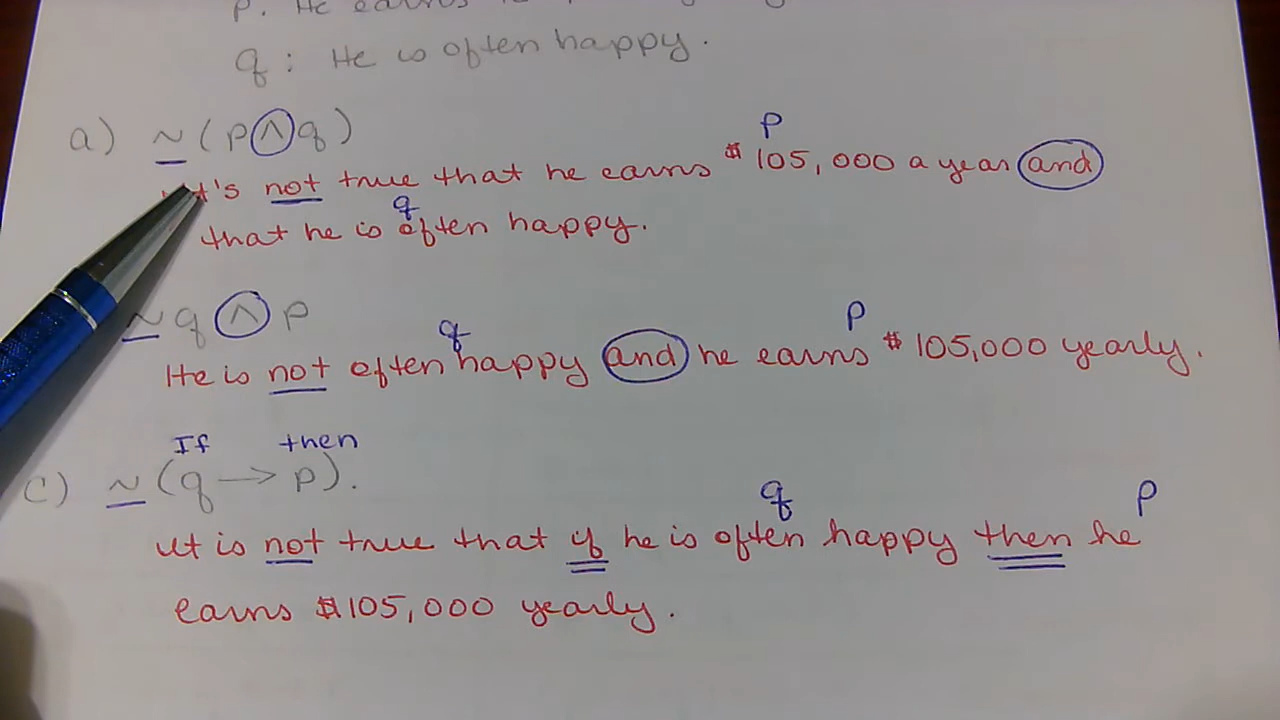 p. He earns
q : He is often happy.
a) ~ ( p ∧ q )
p
t's not true that he earns $105,000 a year and
q
that he is often happy.
~ q ∧ p
q p
He is not often happy and he earns $105,000 yearly.
If then
c) ~ (q → p).
q p
It is not true that if he is often happy then he
earns $105,000 yearly.